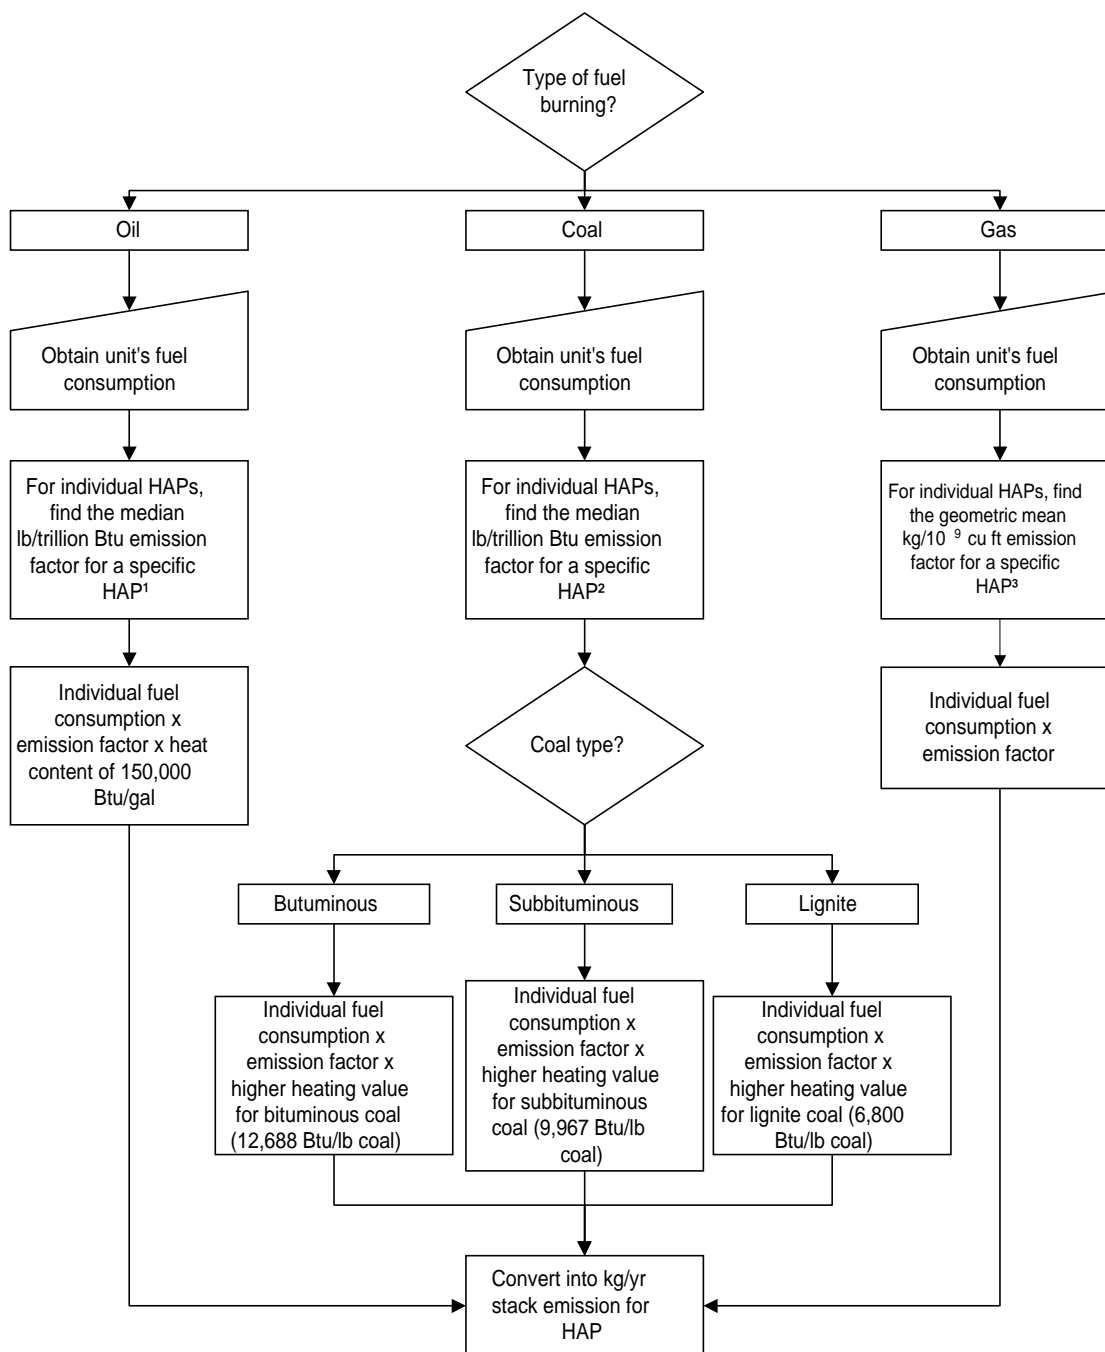 Type of fuel
burning?
Oil
Coal
Gas
Obtain unit's fuel
consumption
Obtain unit's fuel
consumption
Obtain unit's fuel
consumption
For individual HAPs,
find the median
lb/trillion Btu emission
factor for a specific
HAP¹
For individual HAPs,
find the median
lb/trillion Btu emission
factor for a specific
HAP²
For individual HAPs, find
the geometric mean
kg/10 ⁹ cu ft emission
factor for a specific
HAP³
Individual fuel
consumption x
emission factor x heat
content of 150,000
Btu/gal
Coal type?
Individual fuel
consumption x
emission factor
Butuminous
Subbituminous
Lignite
Individual fuel
consumption x
emission factor x
higher heating value
for bituminous coal
(12,688 Btu/lb coal)
Individual fuel
consumption x
emission factor x
higher heating value
for subbituminous
coal (9,967 Btu/lb
coal)
Individual fuel
consumption x
emission factor x
higher heating value
for lignite coal (6,800
Btu/lb coal)
Convert into kg/yr
stack emission for
HAP